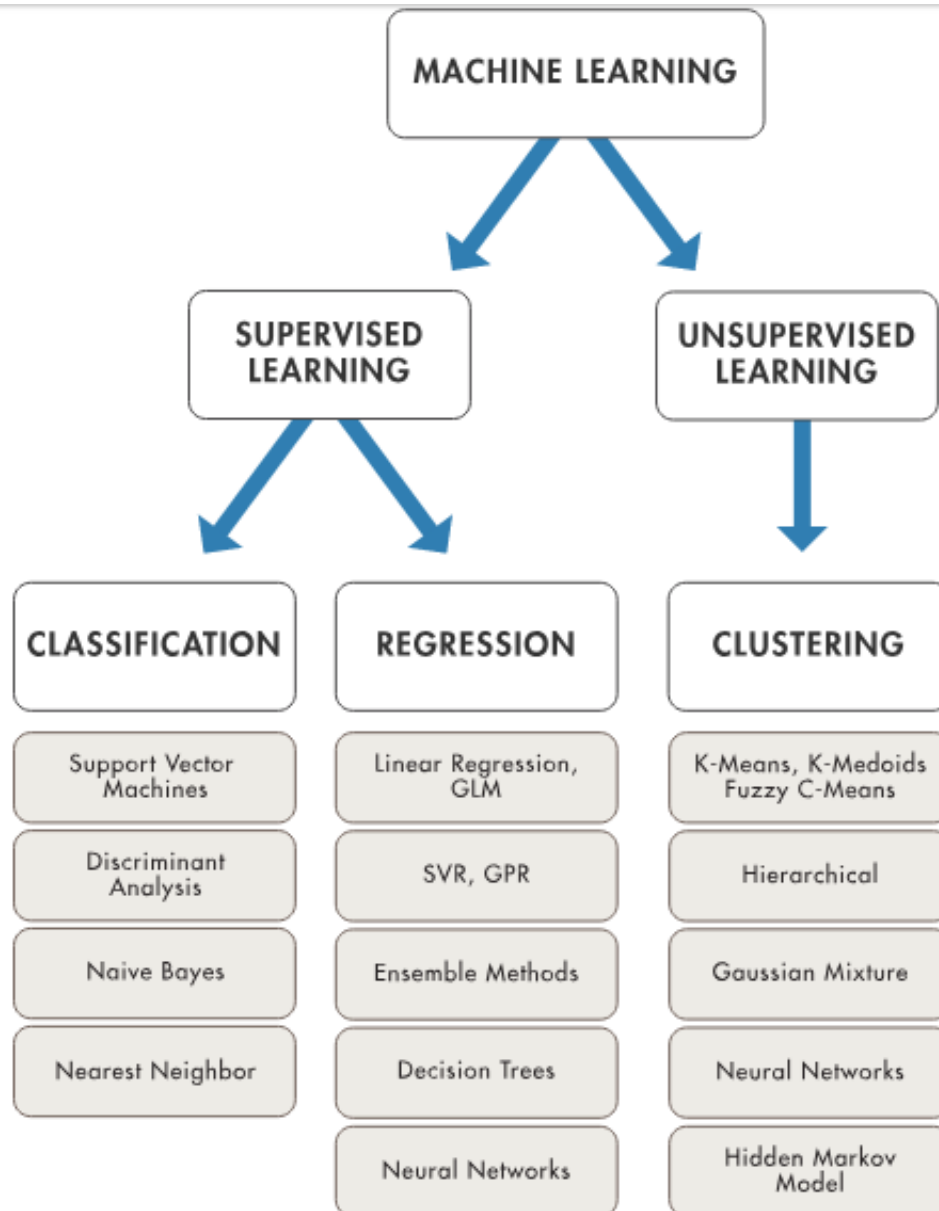 MACHINE LEARNING
SUPERVISED
LEARNING
UNSUPERVISED
LEARNING
CLASSIFICATION
Support Vector
Machines
Discriminant
Analysis
Naive Bayes
Nearest Neighbor
REGRESSION
Linear Regression,
GLM
SVR, GPR
Ensemble Methods
Decision Trees
Neural Networks
CLUSTERING
K-Means, K-Medoids
Fuzzy C-Means
Hierarchical
Gaussian Mixture
Neural Networks
Hidden Markov
Model